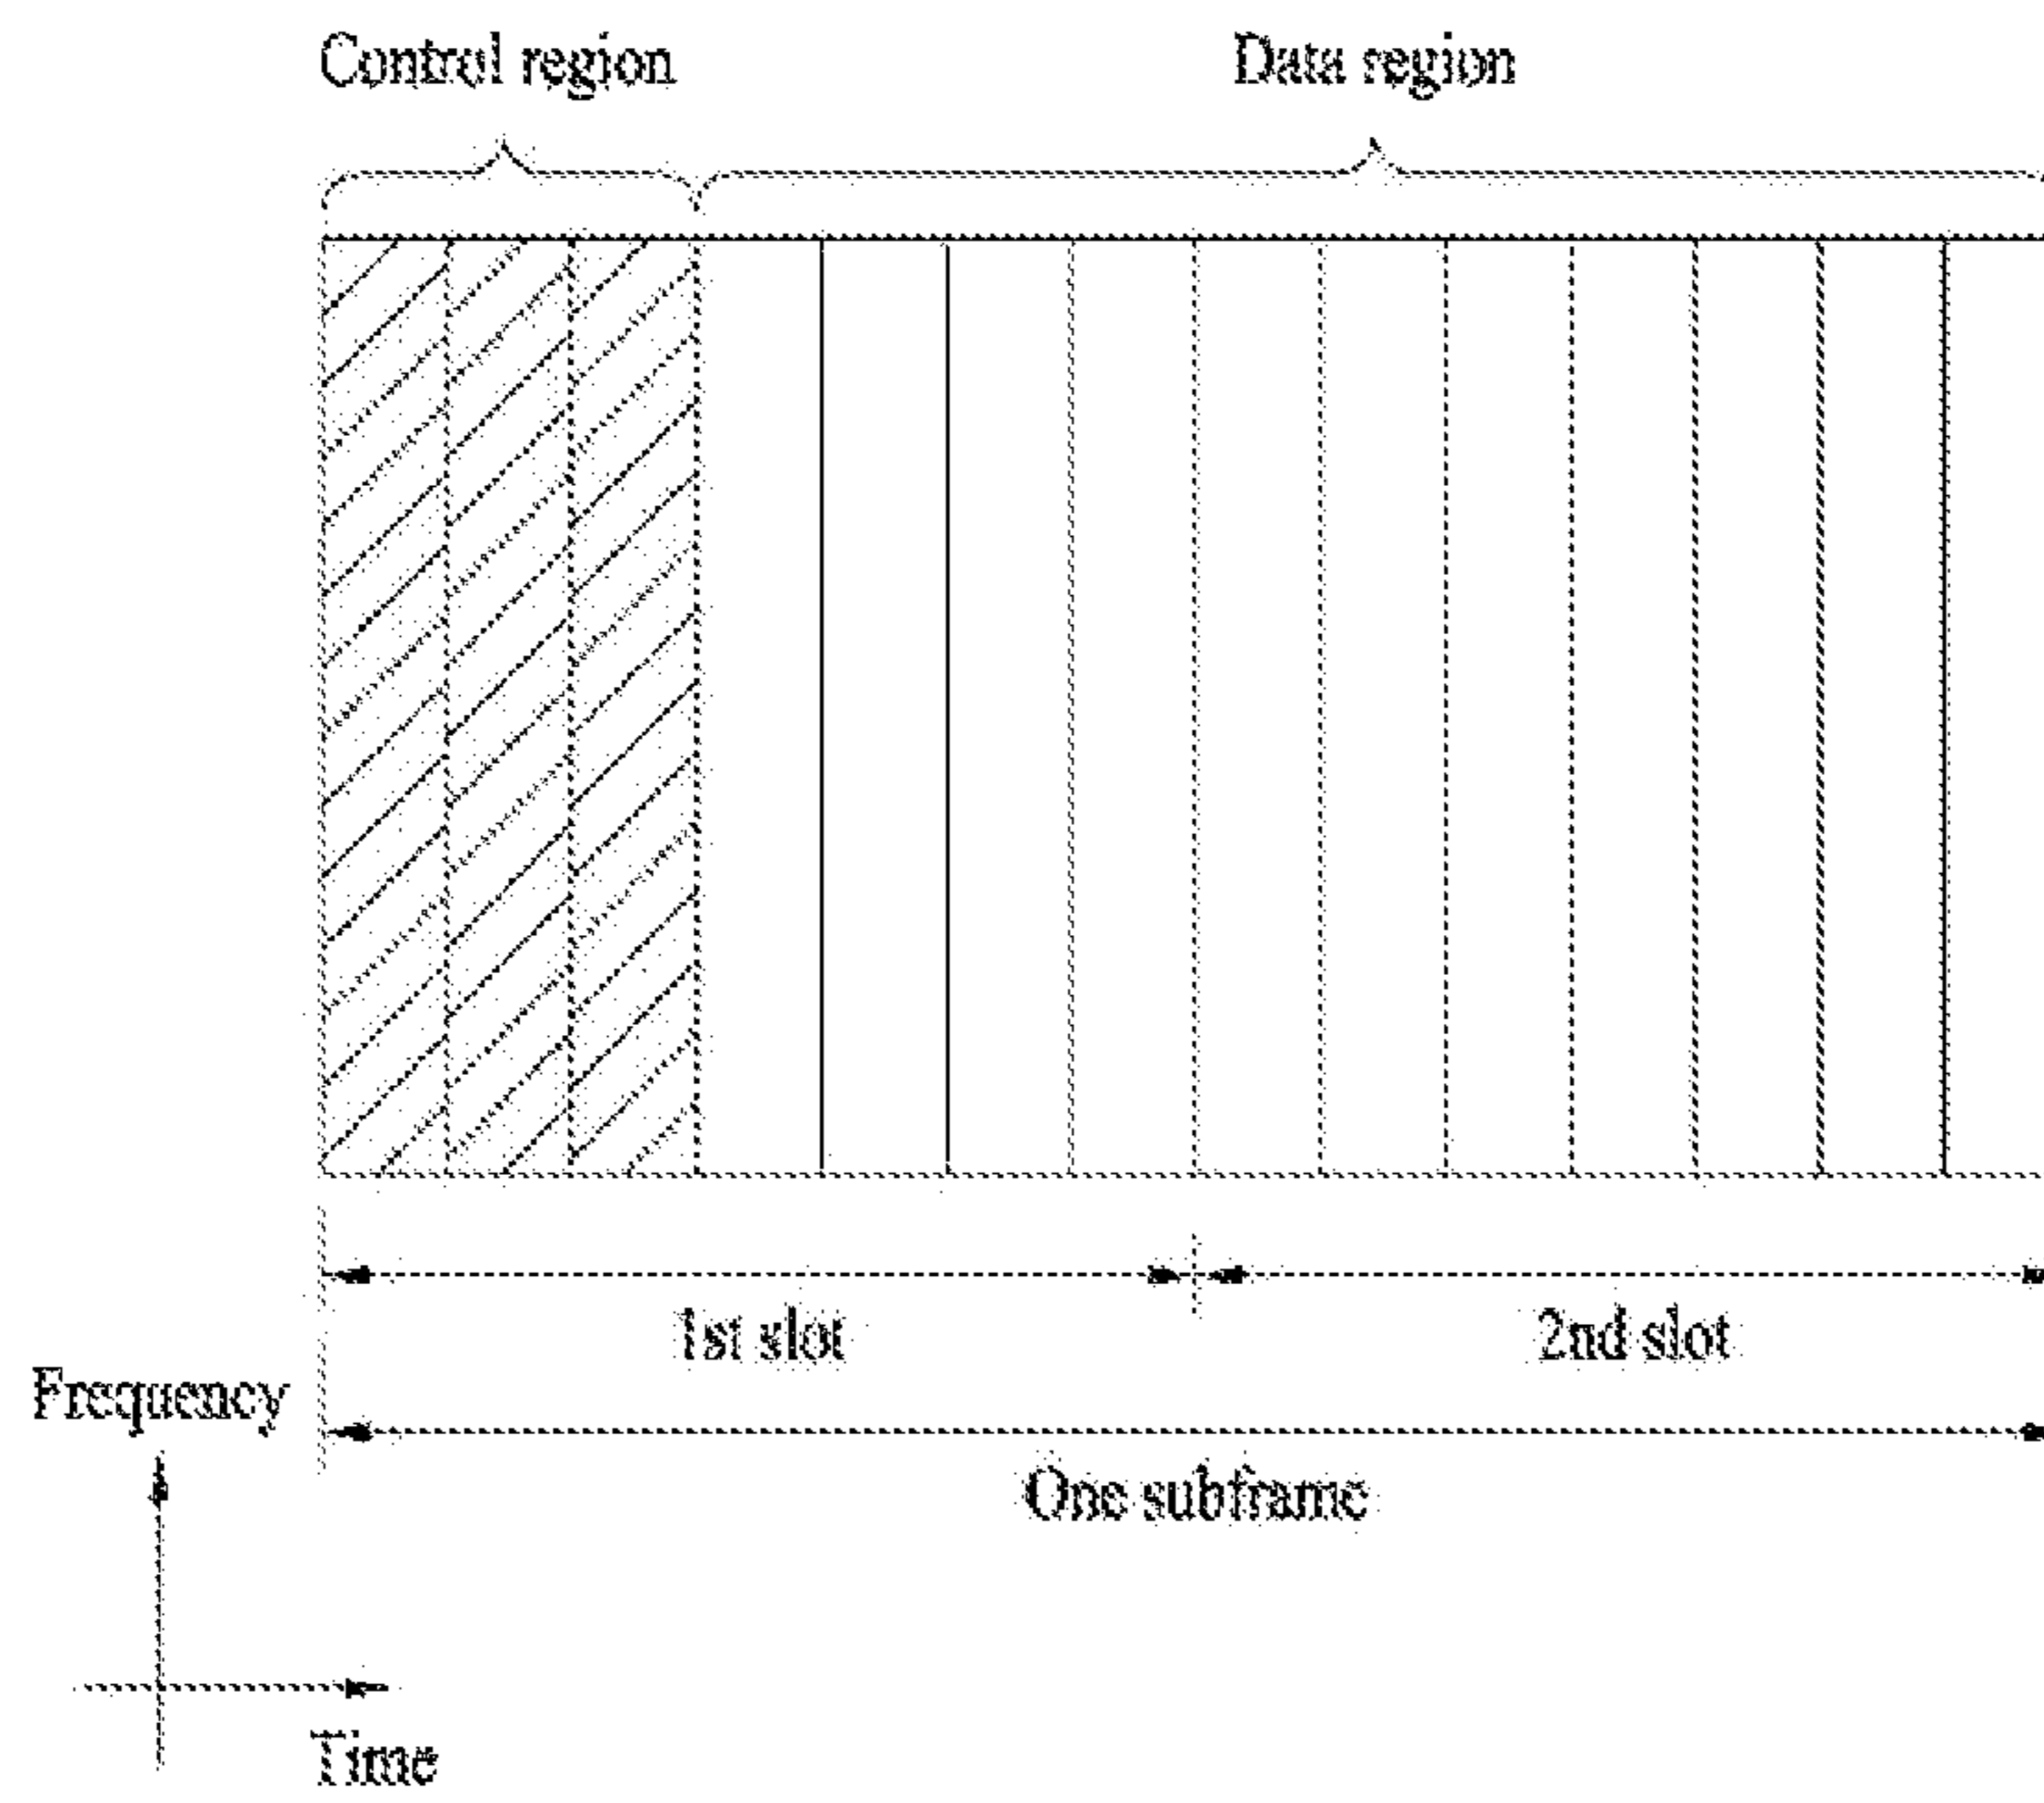 Control region
Data region
1st slot
2nd slot
Frequency
One subframe
Time